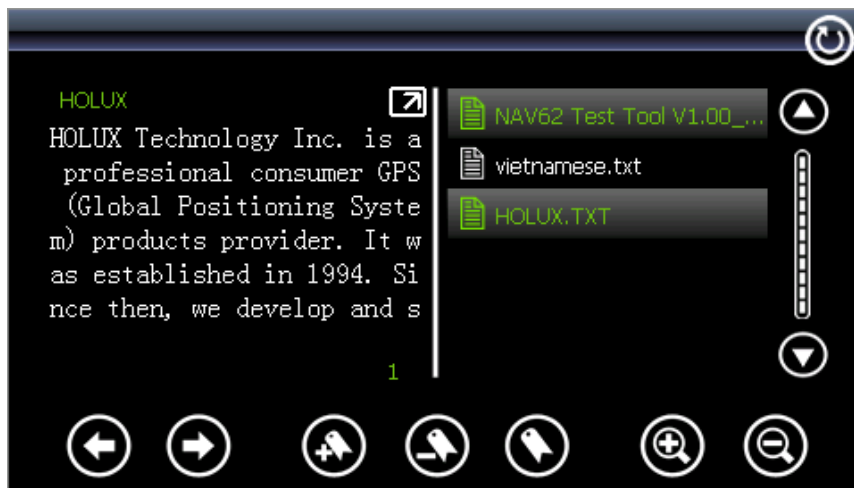 HOLUX
HOLUX Technology Inc. is a
professional consumer GPS
(Global Positioning Syste
m) products provider. It w
as established in 1994. Si
nce then, we develop and s
1
NAV62 Test Tool V1.00_...
vietnamese.txt
HOLUX.TXT